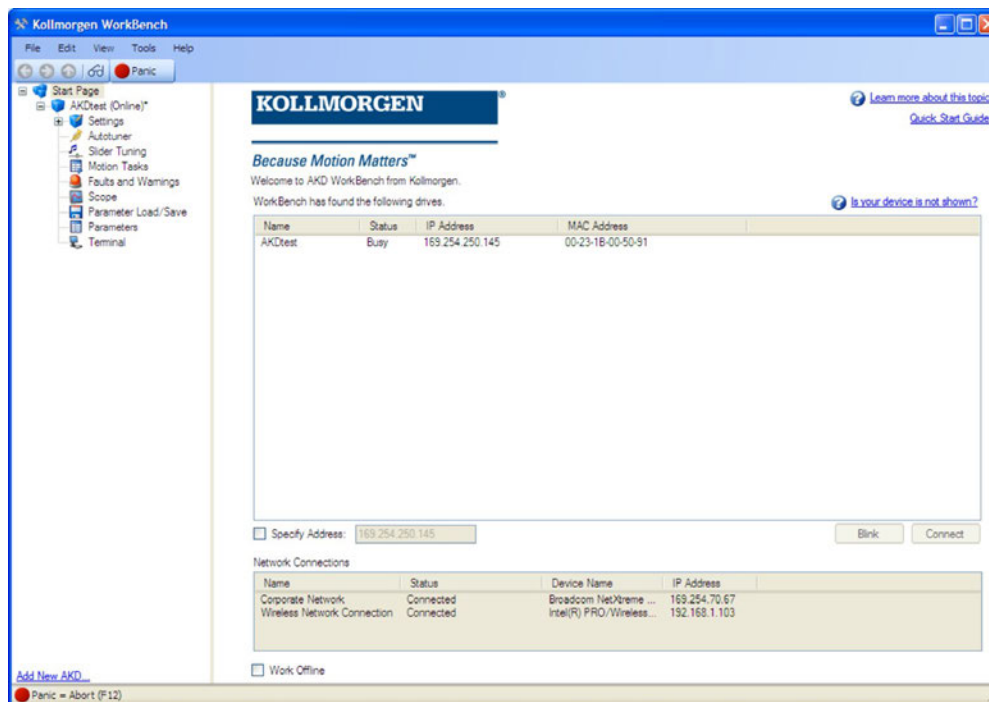 Kollmorgen WorkBench
File Edit View Tools Help
Panic
Start Page
AKDtest (Online)*
Settings
Autotuner
Slider Tuning
Motion Tasks
Faults and Warnings
Scope
Parameter Load/Save
Parameters
Terminal
Add New AKD...
KOLLMORGEN®
Learn more about this topic
Quick Start Guide
Because Motion Matters™
Welcome to AKD WorkBench from Kollmorgen.
WorkBench has found the following drives.
Is your device is not shown?
Name Status IP Address MAC Address
AKDtest Busy 169.254.250.145 00-23-1B-00-50-91
Specify Address: 169.254.250.145 Blink Connect
Network Connections
Name Status Device Name IP Address
Corporate Network Connected Broadcom NetXtreme ... 169.254.70.67
Wireless Network Connection Connected Intel(R) PRO/Wireless... 192.168.1.103
Work Offline
Panic = Abort (F12)